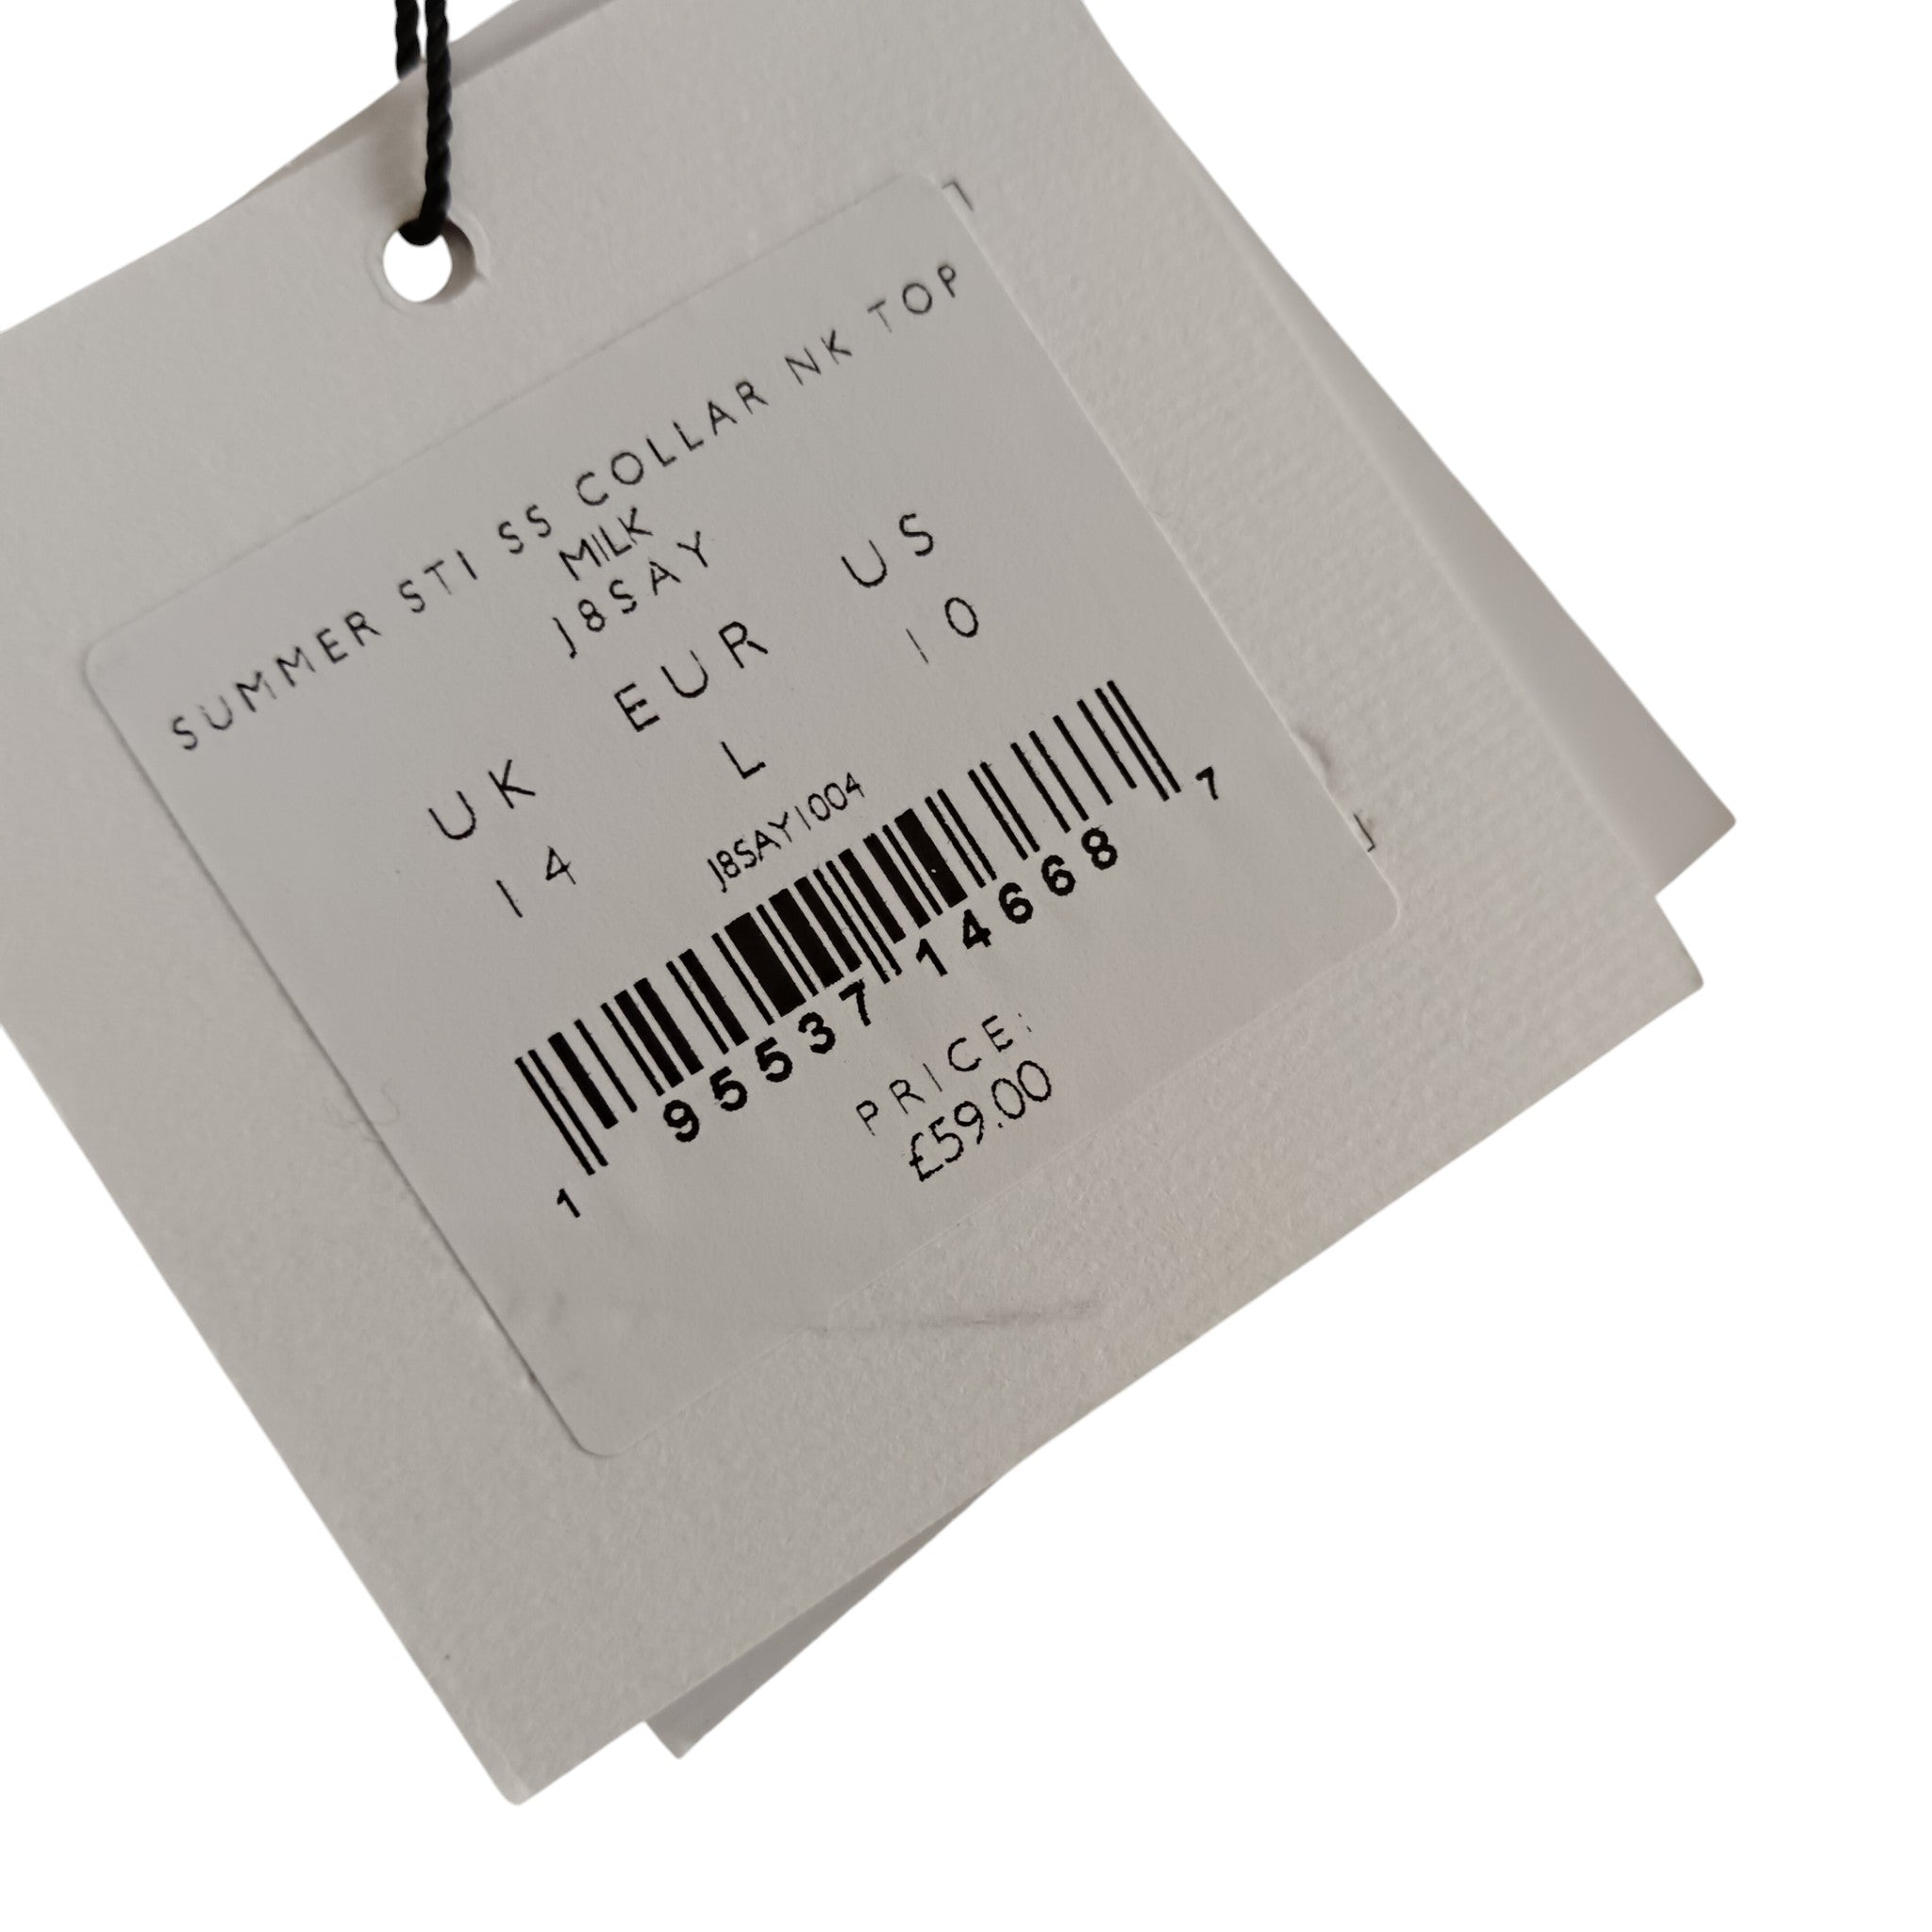 SUMMER STI SS COLLAR NK TOP
MILK
J8SAY
UK EUR US
14 L 10
J8SAY1004
1 95537 14668 7
PRICE:
£59.00